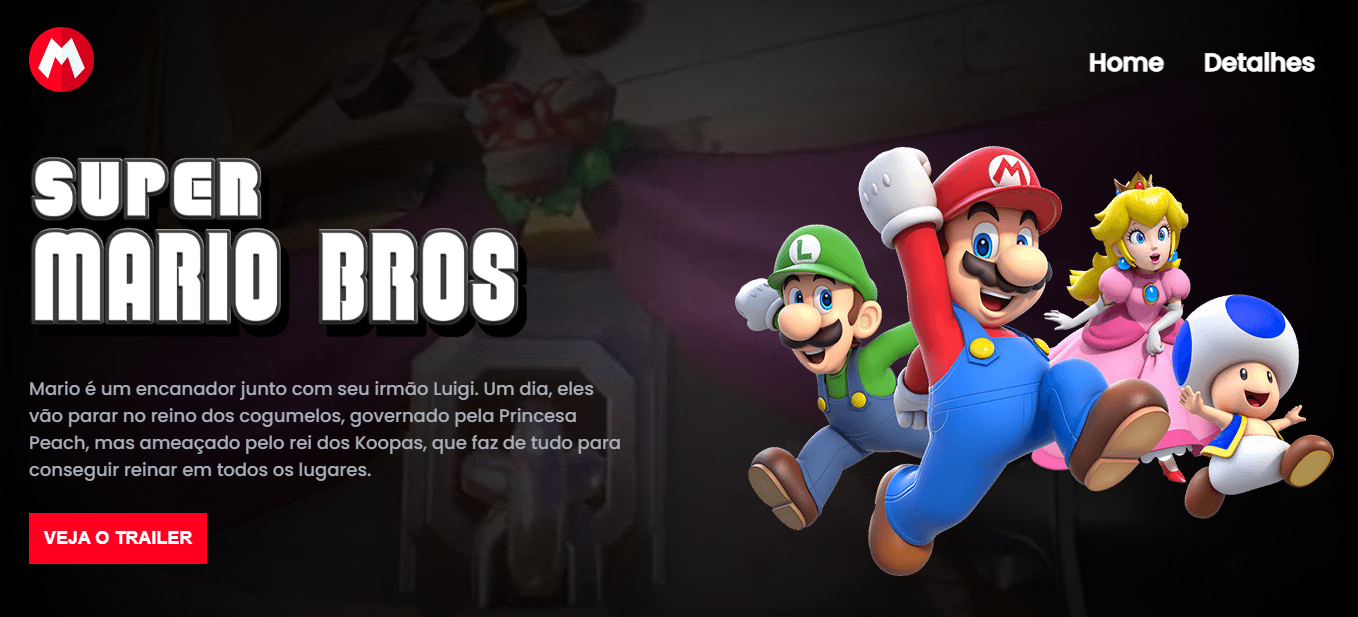 M
Home Detalhes
SUPER
MARIO BROS
M
L
Mario é um encanador junto com seu irmão Luigi. Um dia, eles
vão parar no reino dos cogumelos, governado pela Princesa
Peach, mas ameaçado pelo rei dos Koopas, que faz de tudo para
conseguir reinar em todos os lugares.
VEJA O TRAILER